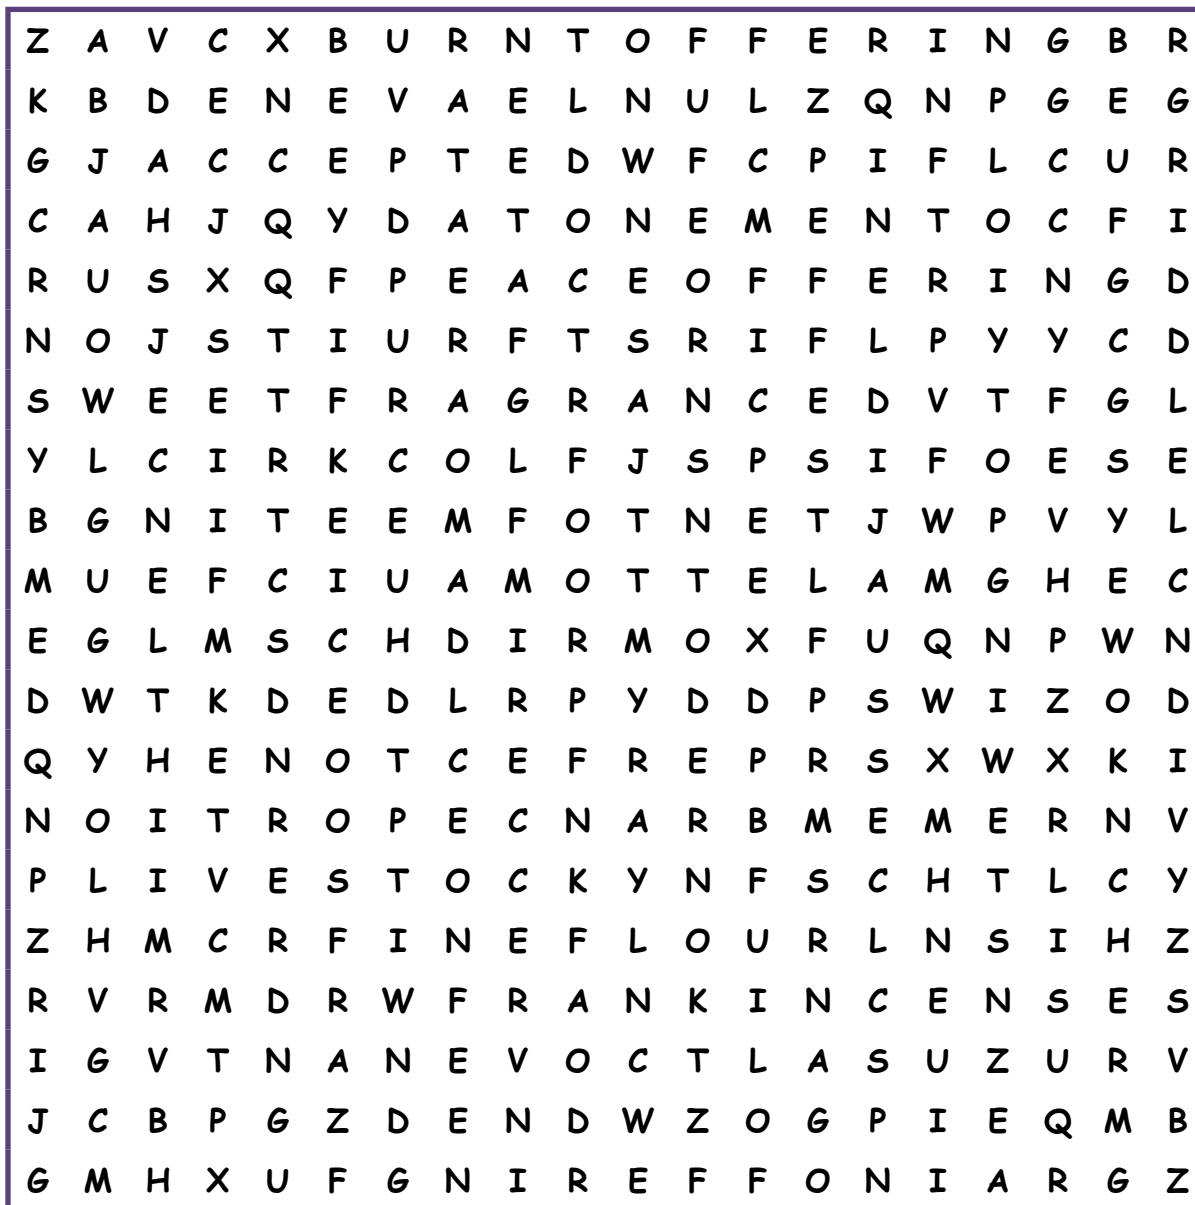 Z A V C X B U R N T O F F E R I N G B R
K B D E N E V A E L N U L Z Q N P G E G
G J A C C E P T E D W F C P I F L C U R
C A H J Q Y D A T O N E M E N T O C F I
R U S X Q F P E A C E O F F E R I N G D
N O J S T I U R F T S R I F L P Y Y C D
S W E E T F R A G R A N C E D V T F G L
Y L C I R K C O L F J S P S I F O E S E
B G N I T E E M F O T N E T J W P V Y L
M U E F C I U A M O T T E L A M G H E C
E G L M S C H D I R M O X F U Q N P W N
D W T K D E D L R P Y D D P S W I Z O D
Q Y H E N O T C E F R E P R S X W X K I
N O I T R O P E C N A R B M E M E R N V
P L I V E S T O C K Y N F S C H T L C Y
Z H M C R F I N E F L O U R L N S I H Z
R V R M D R W F R A N K I N C E N S E S
I G V T N A N E V O C T L A S U Z U R V
J C B P G Z D E N D W Z O G P I E Q M B
G M H X U F G N I R E F F O N I A R G Z